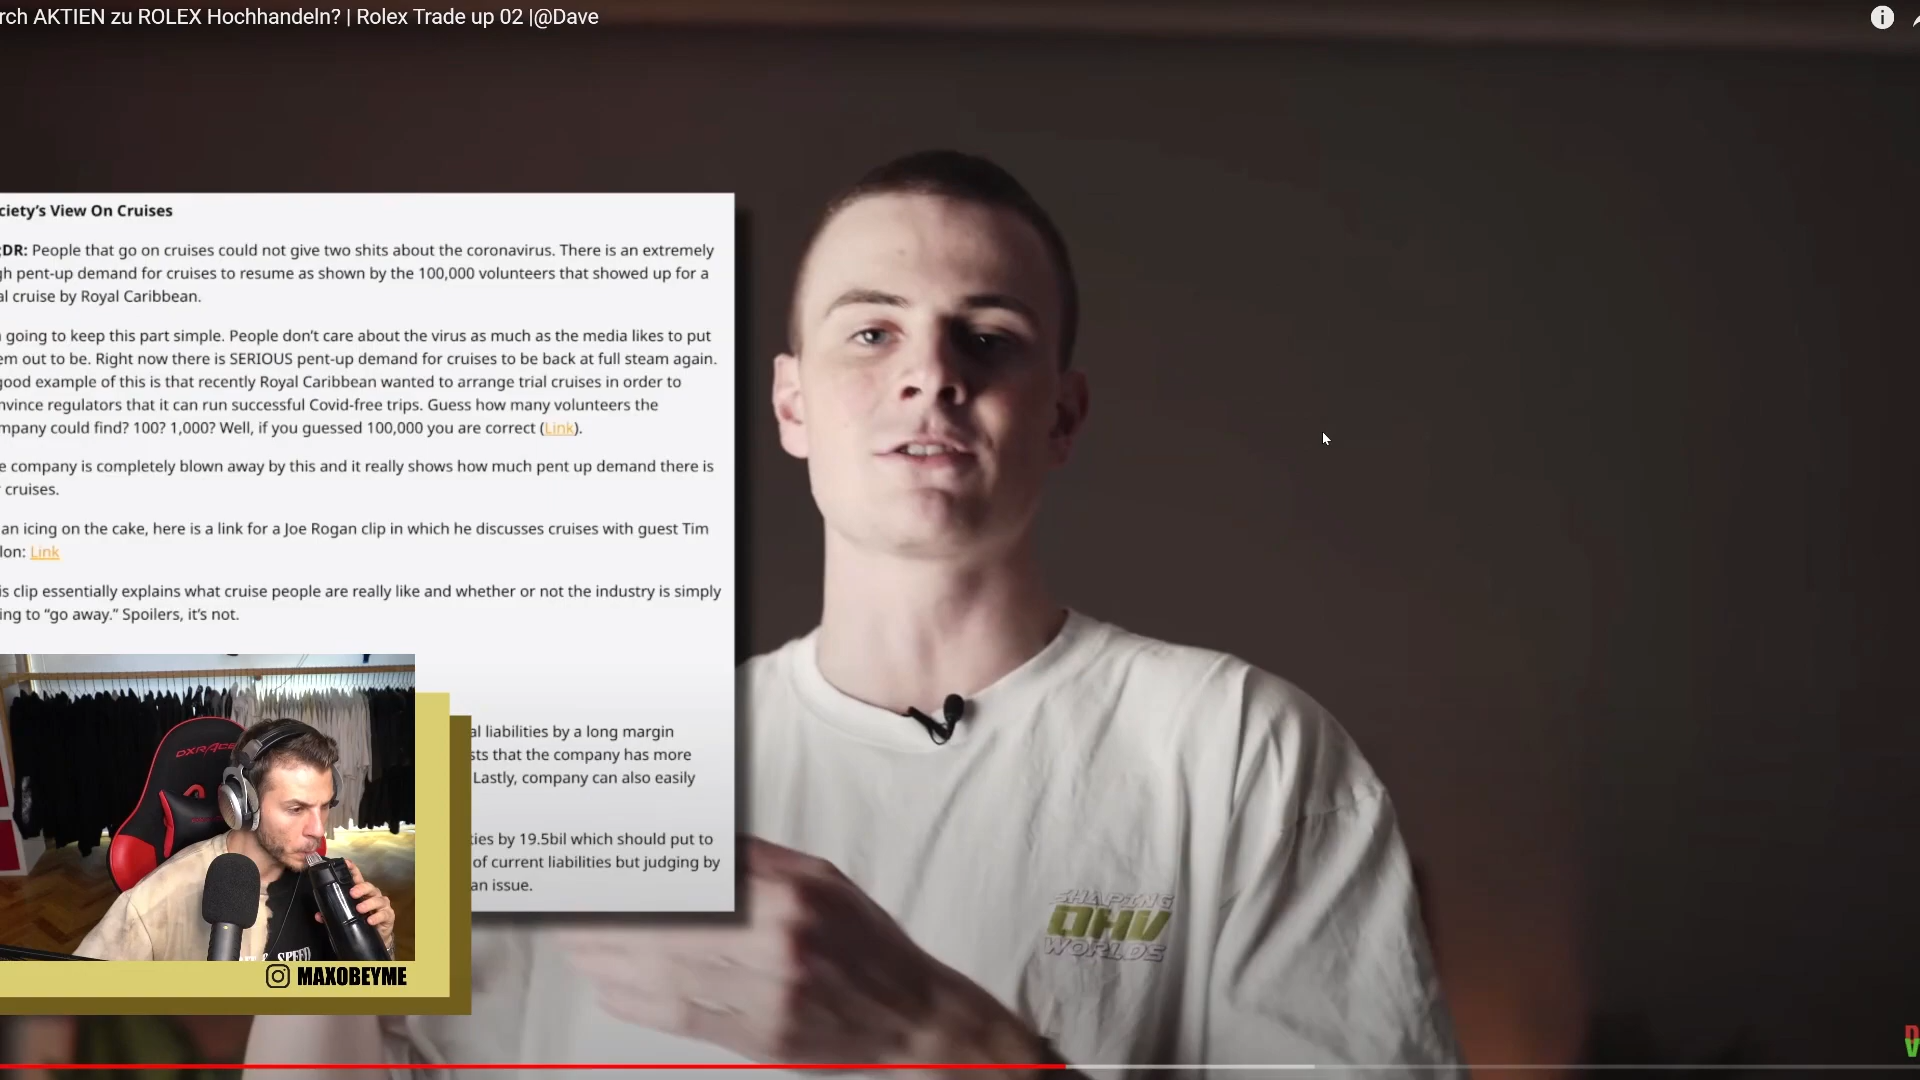 rch AKTIEN zu ROLEX Hochhandeln? | Rolex Trade up 02 |@Dave
ciety's View On Cruises
DR: People that go on cruises could not give two shits about the coronavirus. There is an extremely
gh pent-up demand for cruises to resume as shown by the 100,000 volunteers that showed up for a
al cruise by Royal Caribbean.
going to keep this part simple. People don't care about the virus as much as the media likes to put
em out to be. Right now there is SERIOUS pent-up demand for cruises to be back at full steam again.
good example of this is that recently Royal Caribbean wanted to arrange trial cruises in order to
nvince regulators that it can run successful Covid-free trips. Guess how many volunteers the
mpany could find? 100? 1,000? Well, if you guessed 100,000 you are correct (Link).
e company is completely blown away by this and it really shows how much pent up demand there is
cruises.
an icing on the cake, here is a link for a Joe Rogan clip in which he discusses cruises with guest Tim
lon: Link
is clip essentially explains what cruise people are really like and whether or not the industry is simply
ing to “go away.” Spoilers, it's not.
al liabilities by a long margin
sts that the company has more
Lastly, company can also easily
ties by 19.5bil which should put to
of current liabilities but judging by
an issue.
DXRACER
SHAPING
DAV
WORLDS
& SPEED
MAXOBEYME
D
V